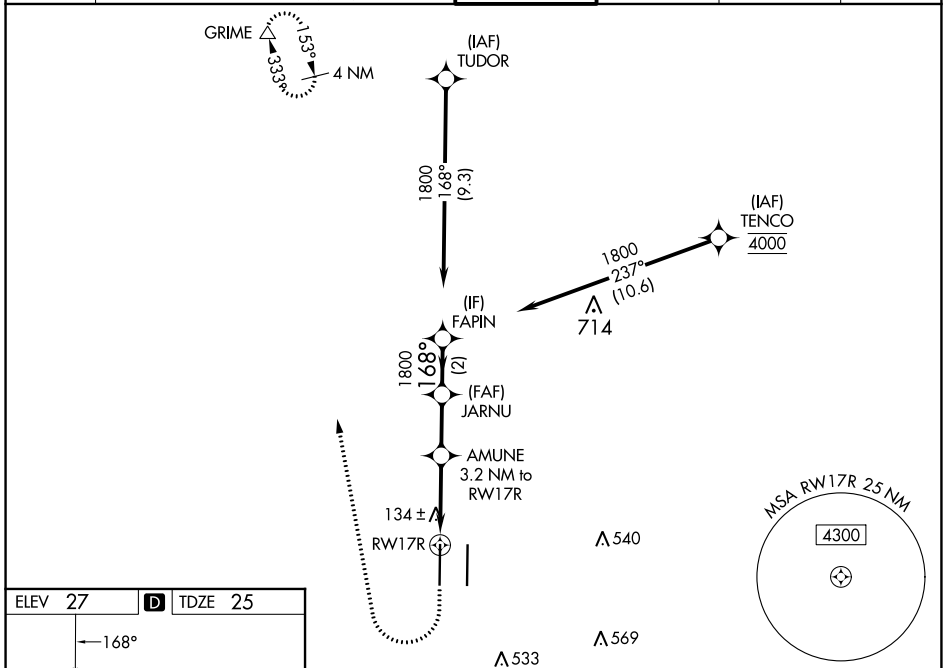 GRIME
153°
333°
4 NM
(IAF)
TUDOR
1800
168°
(9.3)
(IAF)
TENCO
4000
1800
237°
(10.6)
714
(IF)
FAPIN
1800
168°
(2)
(FAF)
JARNU
AMUNE
3.2 NM to
RW17R
134 ±
RW17R
540
MSA RW17R 25 NM
4300
569
533
ELEV 27 D TDZE 25
168°